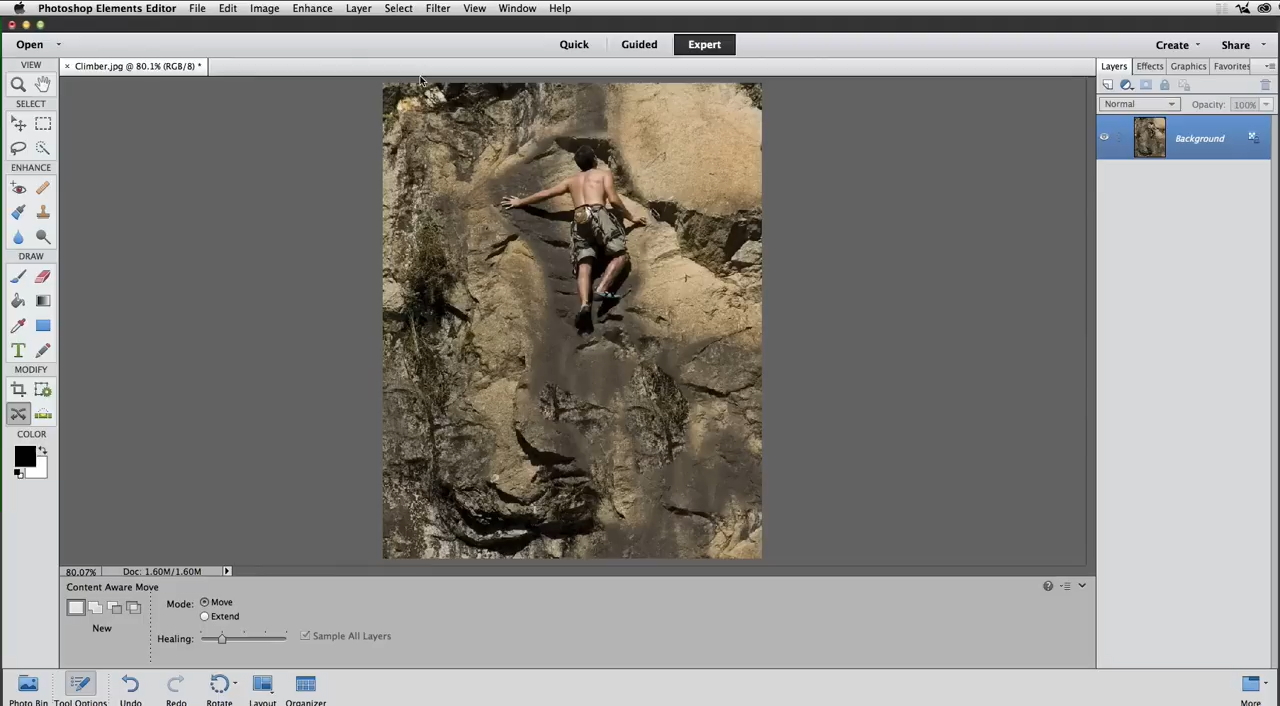 Photoshop Elements Editor File Edit Image Enhance Layer Select Filter View Window Help
Open Quick Guided Expert Create Share
VIEW × Climber.jpg @ 80.1% (RGB/8) * Layers Effects Graphics Favorites
SELECT Normal Opacity: 100%
Background
ENHANCE
DRAW
T
MODIFY
COLOR
80.07% Doc: 1.60M/1.60M
Content Aware Move
Mode: Move
Extend
New
Healing: Sample All Layers
Photo Bin Tool Options Undo Redo Rotate Layout Organizer More